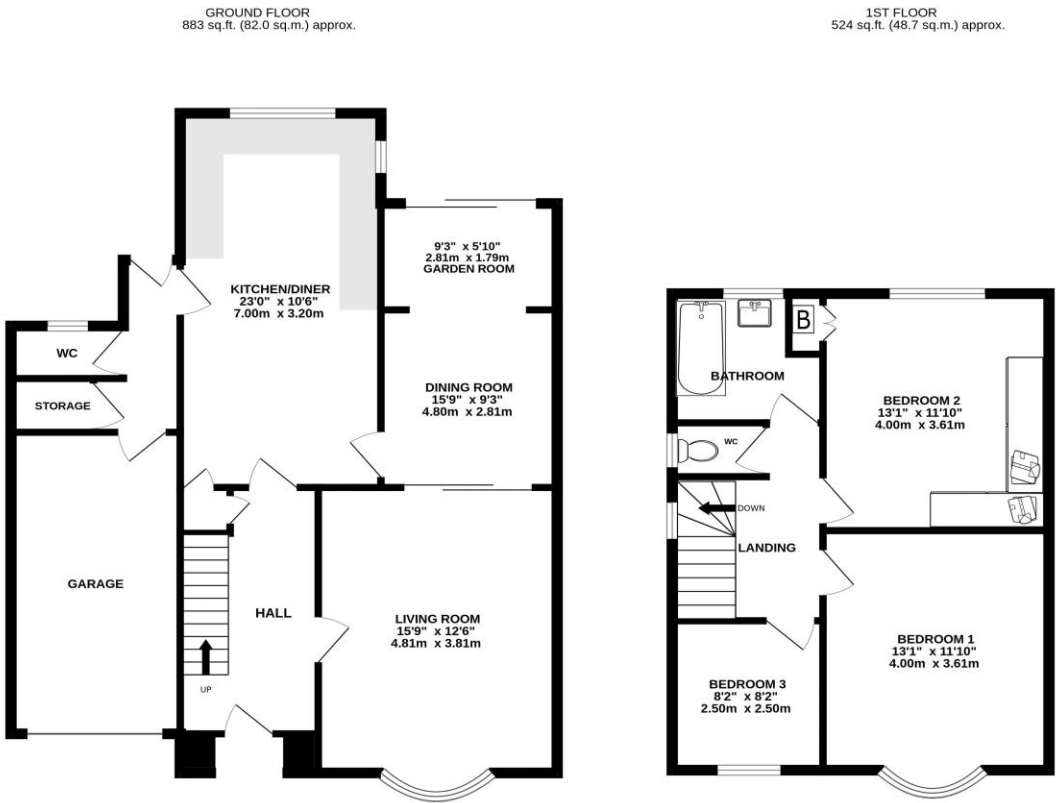 GROUND FLOOR
883 sq.ft. (82.0 sq.m.) approx.
1ST FLOOR
524 sq.ft. (48.7 sq.m.) approx.
9'3" x 5'10"
2.81m x 1.79m
GARDEN ROOM
KITCHEN/DINER
23'0" x 10'6"
7.00m x 3.20m
WC
STORAGE
DINING ROOM
15'9" x 9'3"
4.80m x 2.81m
GARAGE
HALL
UP
LIVING ROOM
15'9" x 12'6"
4.81m x 3.81m
B
BATHROOM
BEDROOM 2
13'1" x 11'10"
4.00m x 3.61m
WC
DOWN
LANDING
BEDROOM 1
13'1" x 11'10"
4.00m x 3.61m
BEDROOM 3
8'2" x 8'2"
2.50m x 2.50m